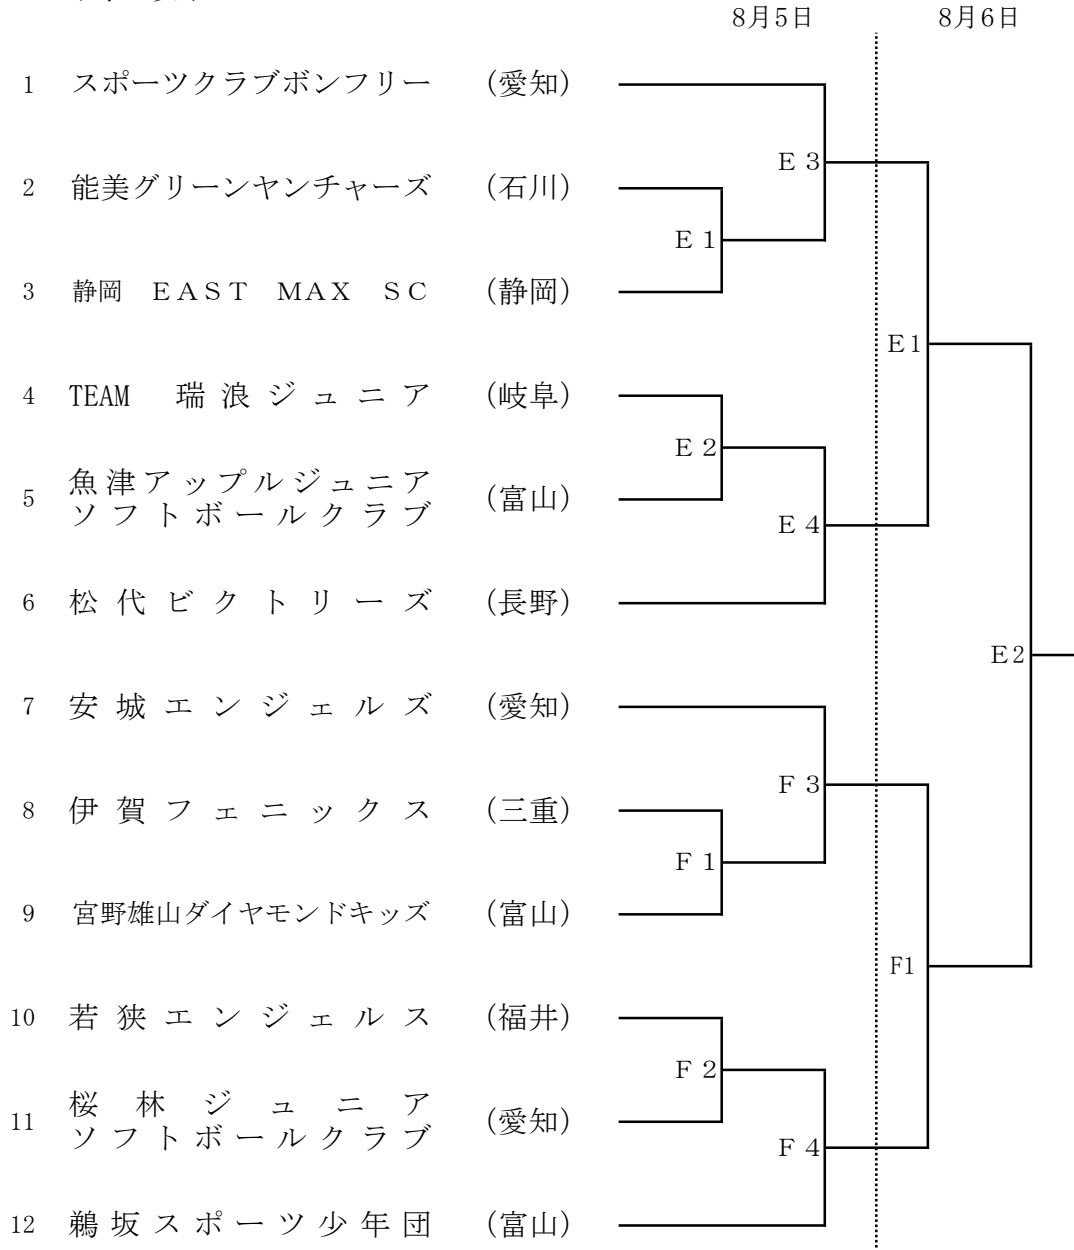 8月5日 8月6日
1 スポーツクラブボンフリー (愛知)
E 3
2 能美グリーンヤンチャーズ (石川)
E 1
3 静岡 EAST MAX SC (静岡)
E1
4 TEAM 瑞浪ジュニア (岐阜)
E 2
5 魚津アップルジュニア
ソフトボールクラブ (富山)
E 4
6 松代ビクトリーズ (長野)
E2
7 安城エンジェルズ (愛知)
F 3
8 伊賀フェニックス (三重)
F 1
9 宮野雄山ダイヤモンドキッズ (富山)
F1
10 若狭エンジェルス (福井)
F 2
11 桜林ジュニア
ソフトボールクラブ (愛知)
F 4
12 鵜坂スポーツ少年団 (富山)